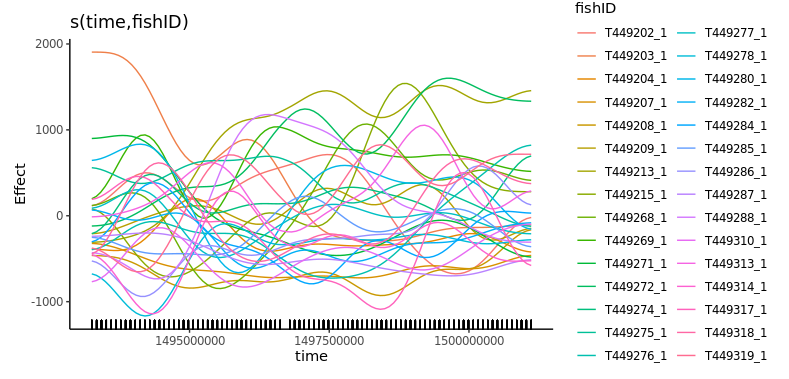 s(time,fishID)
Effect
2000
1000
0
-1000
1495000000 1497500000 1500000000
time
fishID
T449202_1 T449277_1
T449203_1 T449278_1
T449204_1 T449280_1
T449207_1 T449282_1
T449208_1 T449284_1
T449209_1 T449285_1
T449213_1 T449286_1
T449215_1 T449287_1
T449268_1 T449288_1
T449269_1 T449310_1
T449271_1 T449313_1
T449272_1 T449314_1
T449274_1 T449317_1
T449275_1 T449318_1
T449276_1 T449319_1